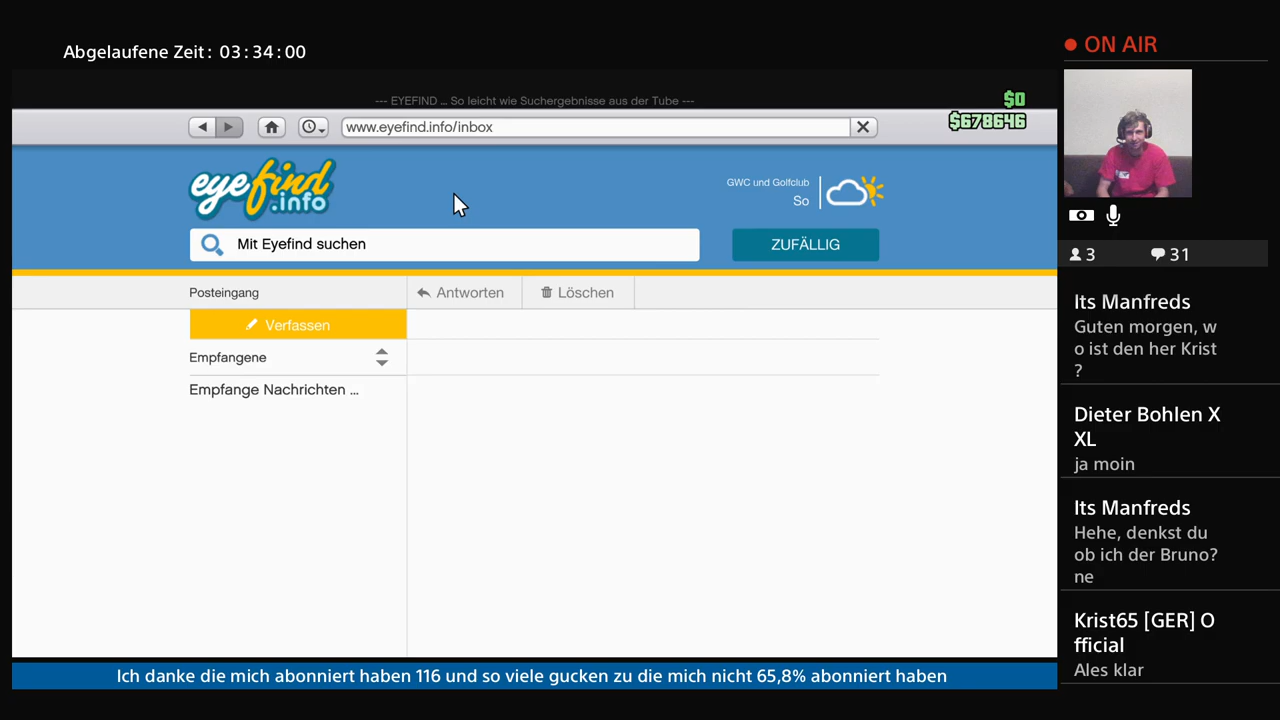 Abgelaufene Zeit: 03:34:00
ON AIR
--- EYEFIND ... So leicht wie Suchergebnisse aus der Tube ---
$0
$678646
www.eyefind.info/inbox
eyefind
.info
GWC und Golfclub
So
Mit Eyefind suchen
ZUFÄLLIG
Posteingang
Antworten
Löschen
Verfassen
Empfangene
Empfange Nachrichten ...
3
31
Its Manfreds
Guten morgen, w
o ist den her Krist
?
Dieter Bohlen X
XL
ja moin
Its Manfreds
Hehe, denkst du
ob ich der Bruno?
ne
Krist65 [GER] O
fficial
Ales klar
Ich danke die mich abonniert haben 116 und so viele gucken zu die mich nicht 65,8% abonniert haben